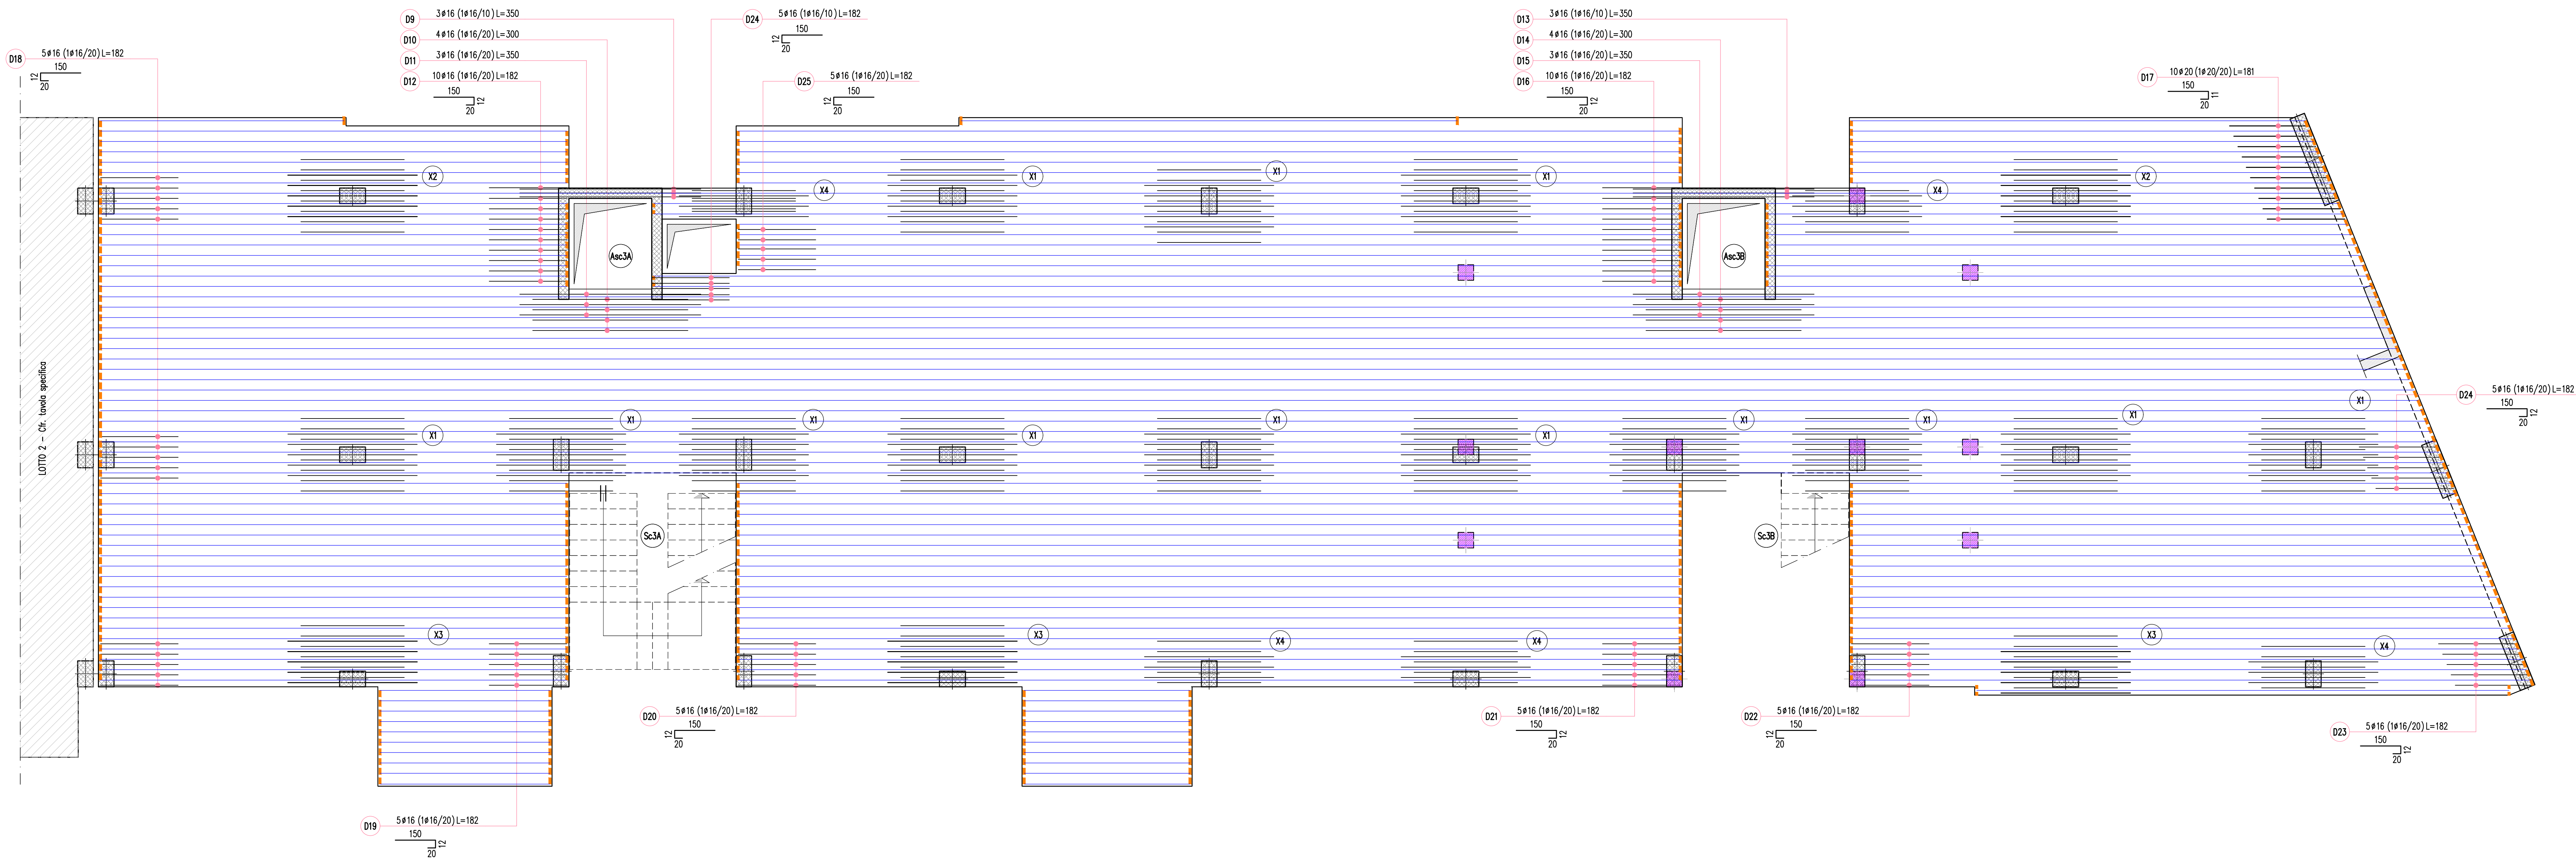 D9 3ø16 (1ø16/10) L=350
D10 4ø16 (1ø16/20) L=300
D11 3ø16 (1ø16/20) L=350
D12 10ø16 (1ø16/20) L=182
150
12
20
D24 5ø16 (1ø16/10) L=182
150
12
20
D13 3ø16 (1ø16/10) L=350
D14 4ø16 (1ø16/20) L=300
D15 3ø16 (1ø16/20) L=350
D16 10ø16 (1ø16/20) L=182
150
12
20
D18 5ø16 (1ø16/20) L=182
150
12
20
D25 5ø16 (1ø16/20) L=182
150
12
20
D17 10ø20 (1ø20/20) L=181
150
11
20
X2
X4
X1
X1
X1
X4
X2
Asc3A
Asc3B
LOTTO 2 - Cfr. tavola specifica
D24 5ø16 (1ø16/20) L=182
150
12
20
X1
X1
X1
X1
X1
X1
X1
X1
X1
X1
X1
Sc3A
Sc3B
X3
X3
X4
X4
X3
X4
D20 5ø16 (1ø16/20) L=182
150
12
20
D21 5ø16 (1ø16/20) L=182
150
12
20
D22 5ø16 (1ø16/20) L=182
150
12
20
D23 5ø16 (1ø16/20) L=182
150
12
20
D19 5ø16 (1ø16/20) L=182
150
12
20